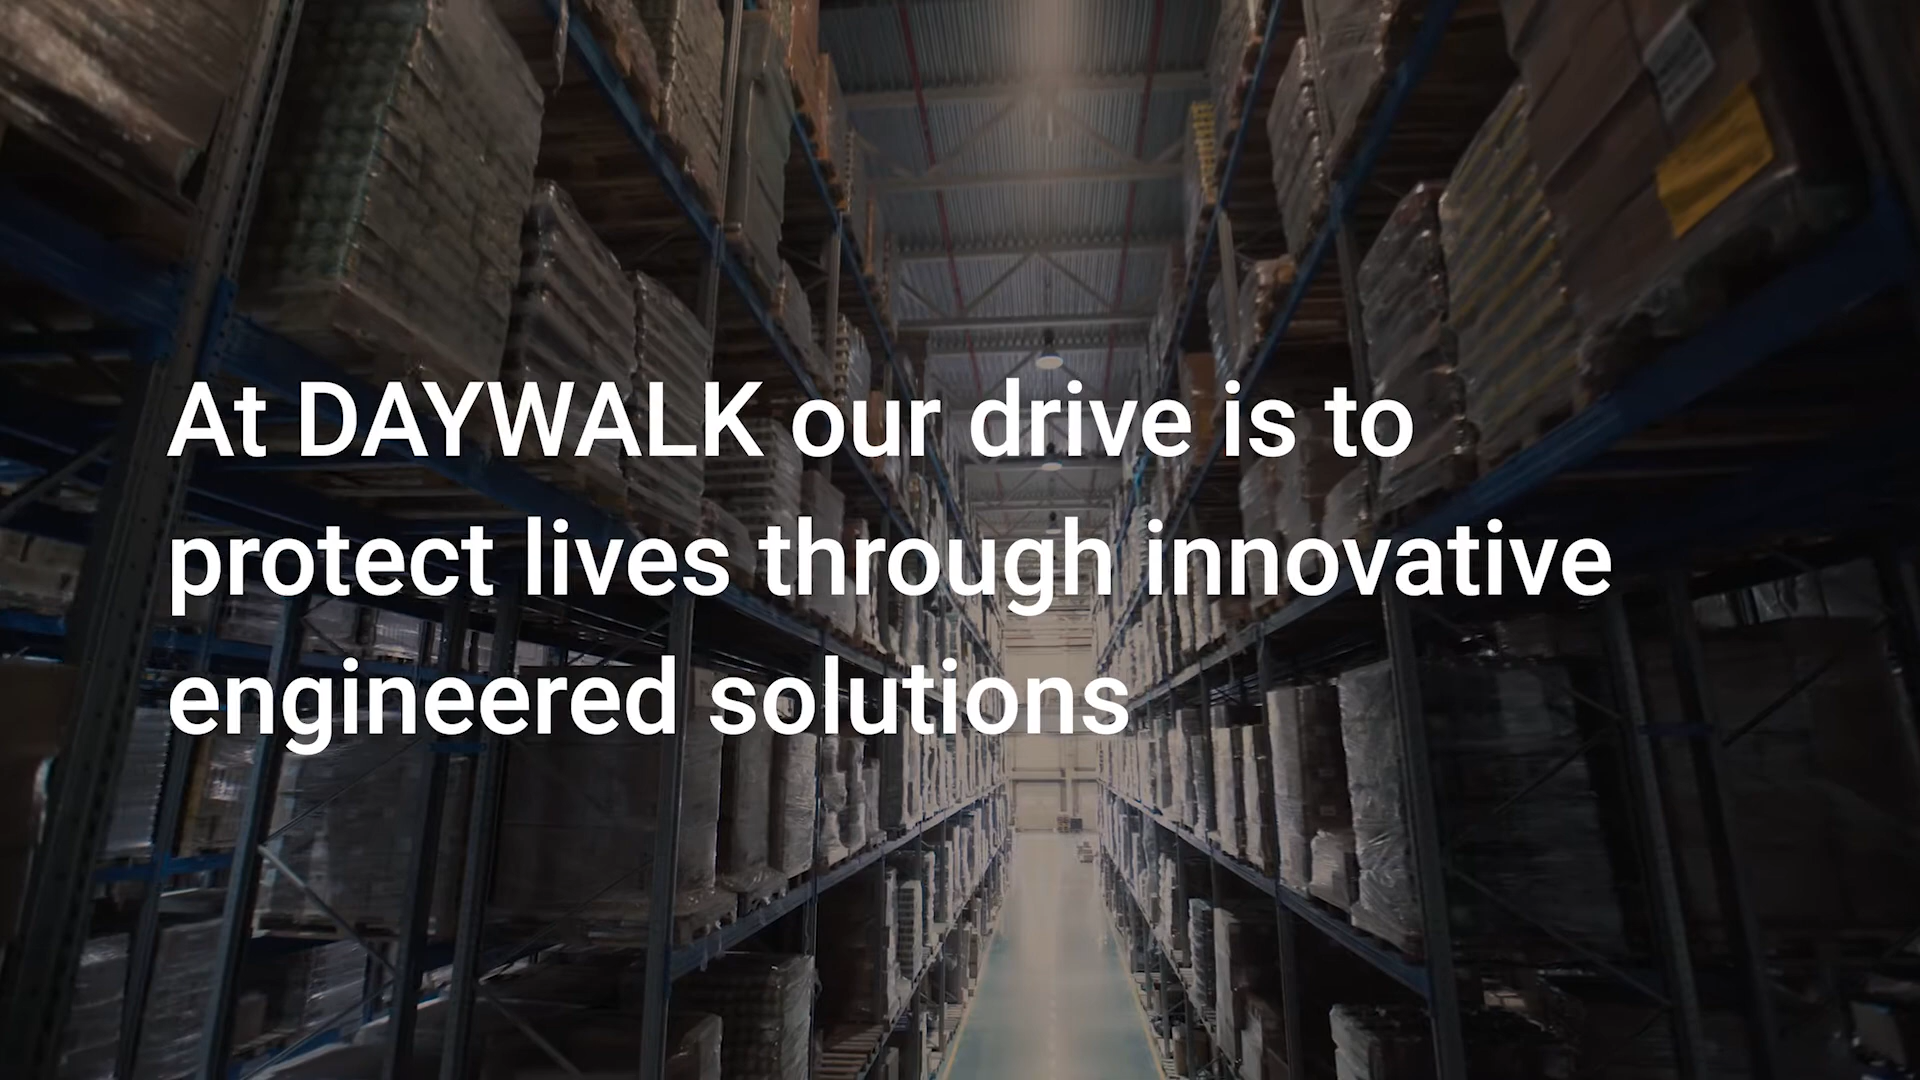 At DAYWALK our drive is to
protect lives through innovative
engineered solutions